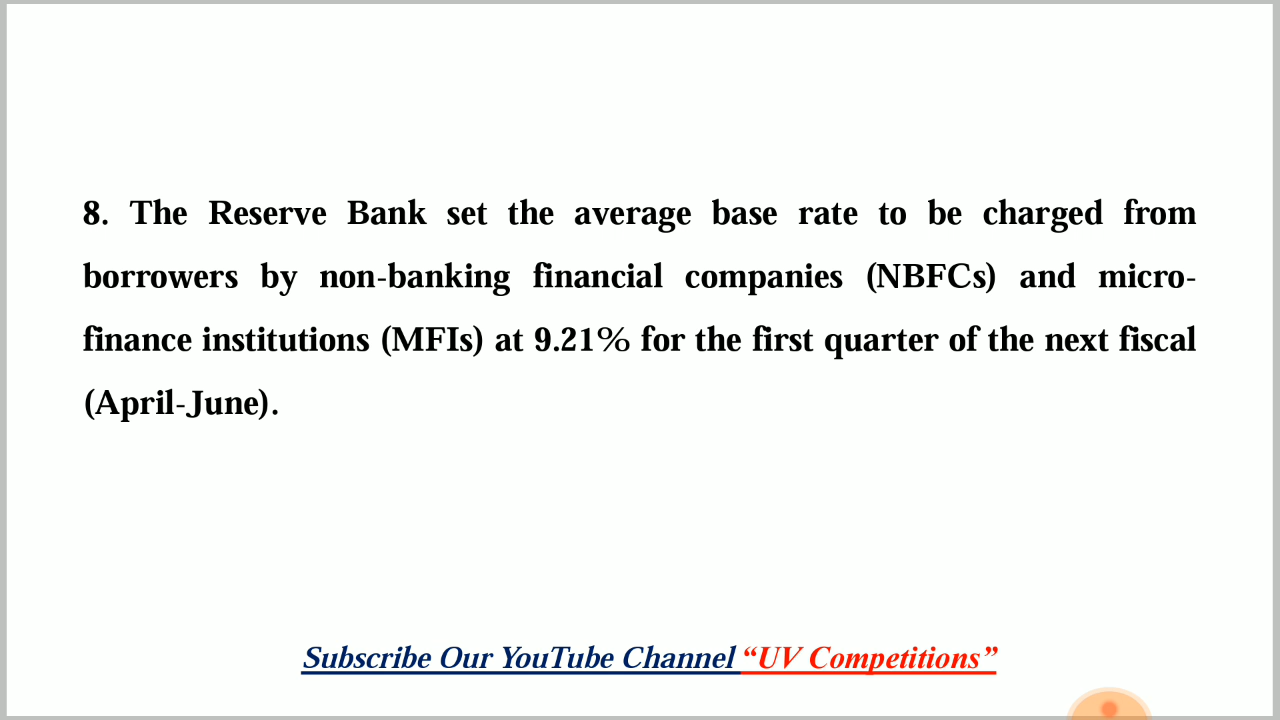 8. The Reserve Bank set the average base rate to be charged from
borrowers by non-banking financial companies (NBFCs) and micro-
finance institutions (MFIs) at 9.21% for the first quarter of the next fiscal
(April-June).
Subscribe Our YouTube Channel “UV Competitions”